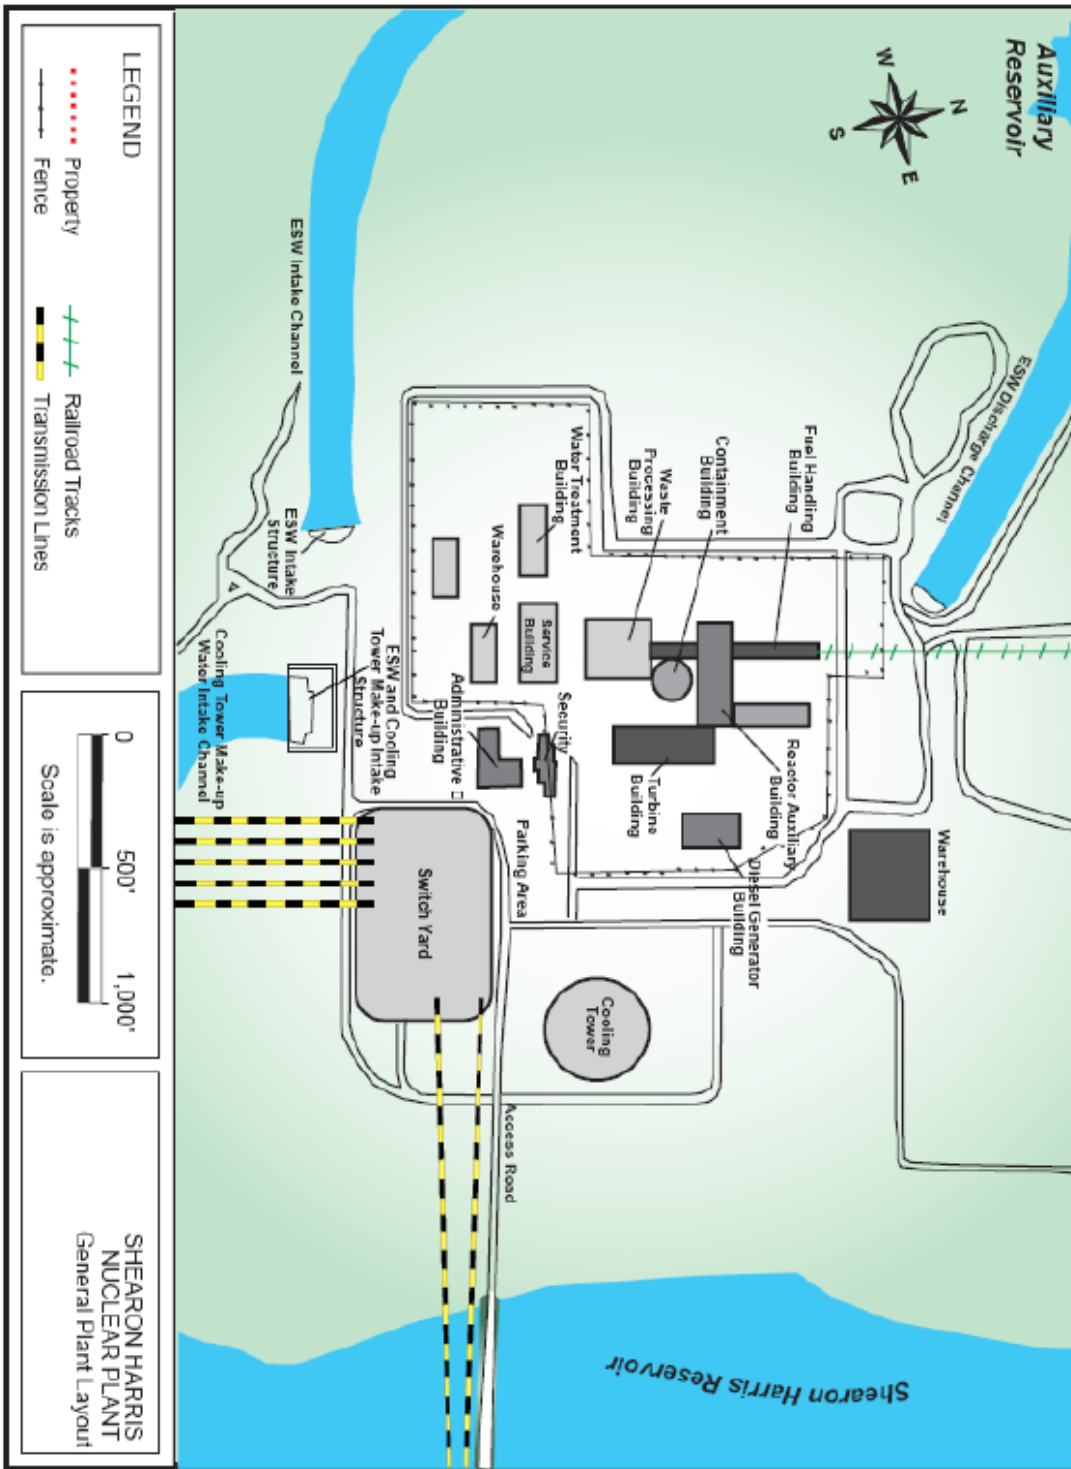 Auxiliary
Reservoir
W
N
S
E
ESW Discharge Channel
Fuel Handling
Building
Containment
Building
Waste
Processing
Building
Water Treatment
Building
Warehouse
Service
Building
Security
Administrative
Building
Turbine
Building
Reactor Auxiliary
Building
Diesel Generator
Building
Warehouse
Parking Area
Switch Yard
Cooling
Tower
Access Road
ESW Intake Channel
ESW Intake
Structure
ESW and Cooling
Tower Make-up Intake
Structure
Cooling Tower Make-up
Water Intake Channel
Shearon Harris Reservoir
LEGEND
Property
Fence
Railroad Tracks
Transmission Lines
0
500'
1,000'
Scale is approximate.
SHEARON HARRIS
NUCLEAR PLANT
General Plant Layout